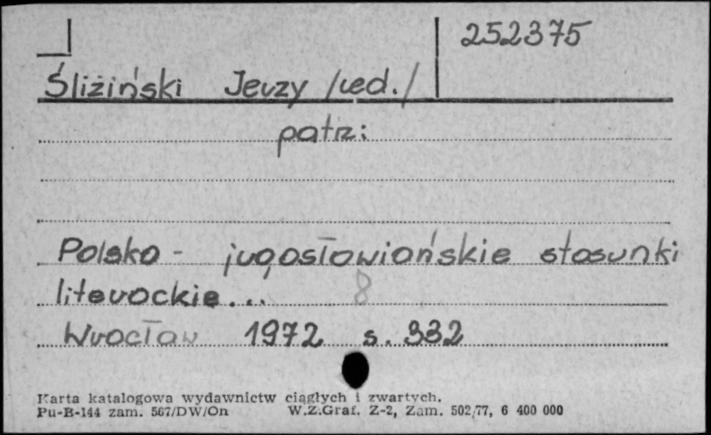 252375
Śliziński Jerzy /red./
patrz:
Polsko - jugosłowiańskie stosunki
literackie...
8
Wrocław 1972 s. 332
Karta katalogowa wydawnictw ciągłych i zwartych.
Pu-B-144 zam. 567/DW/On W.Z.Graf. Z-2, Zam. 502/77, 6 400 000